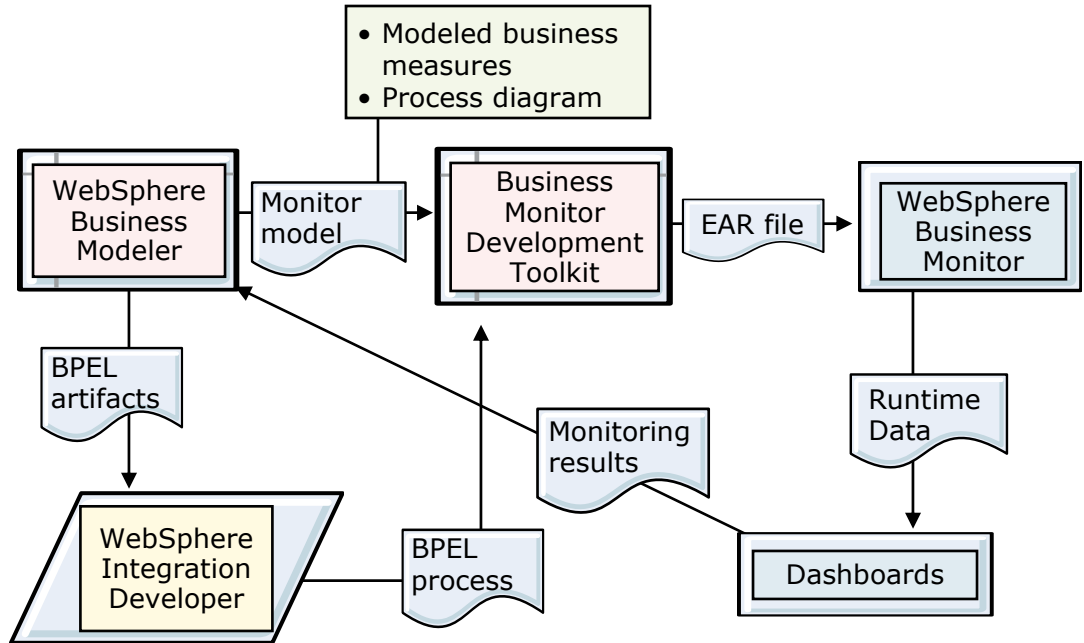 • Modeled business
measures
• Process diagram
WebSphere
Business
Modeler
Monitor
model
Business
Monitor
Development
Toolkit
EAR file
WebSphere
Business
Monitor
BPEL
artifacts
Monitoring
results
Runtime
Data
WebSphere
Integration
Developer
BPEL
process
Dashboards